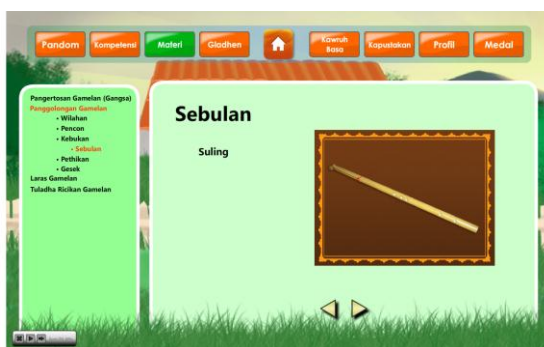 Pandom
Kompetensi
Materi
Gladhen
Kawruh
Basa
Kapustakan
Profil
Medal
Pangertosan Gamelan (Gangsa)
Panggolongan Gamelan
• Wilahan
• Pencon
• Kebukan
• Sebulan
• Pethikan
• Gesek
Laras Gamelan
Tuladha Ricikan Gamelan
Sebulan
Suling